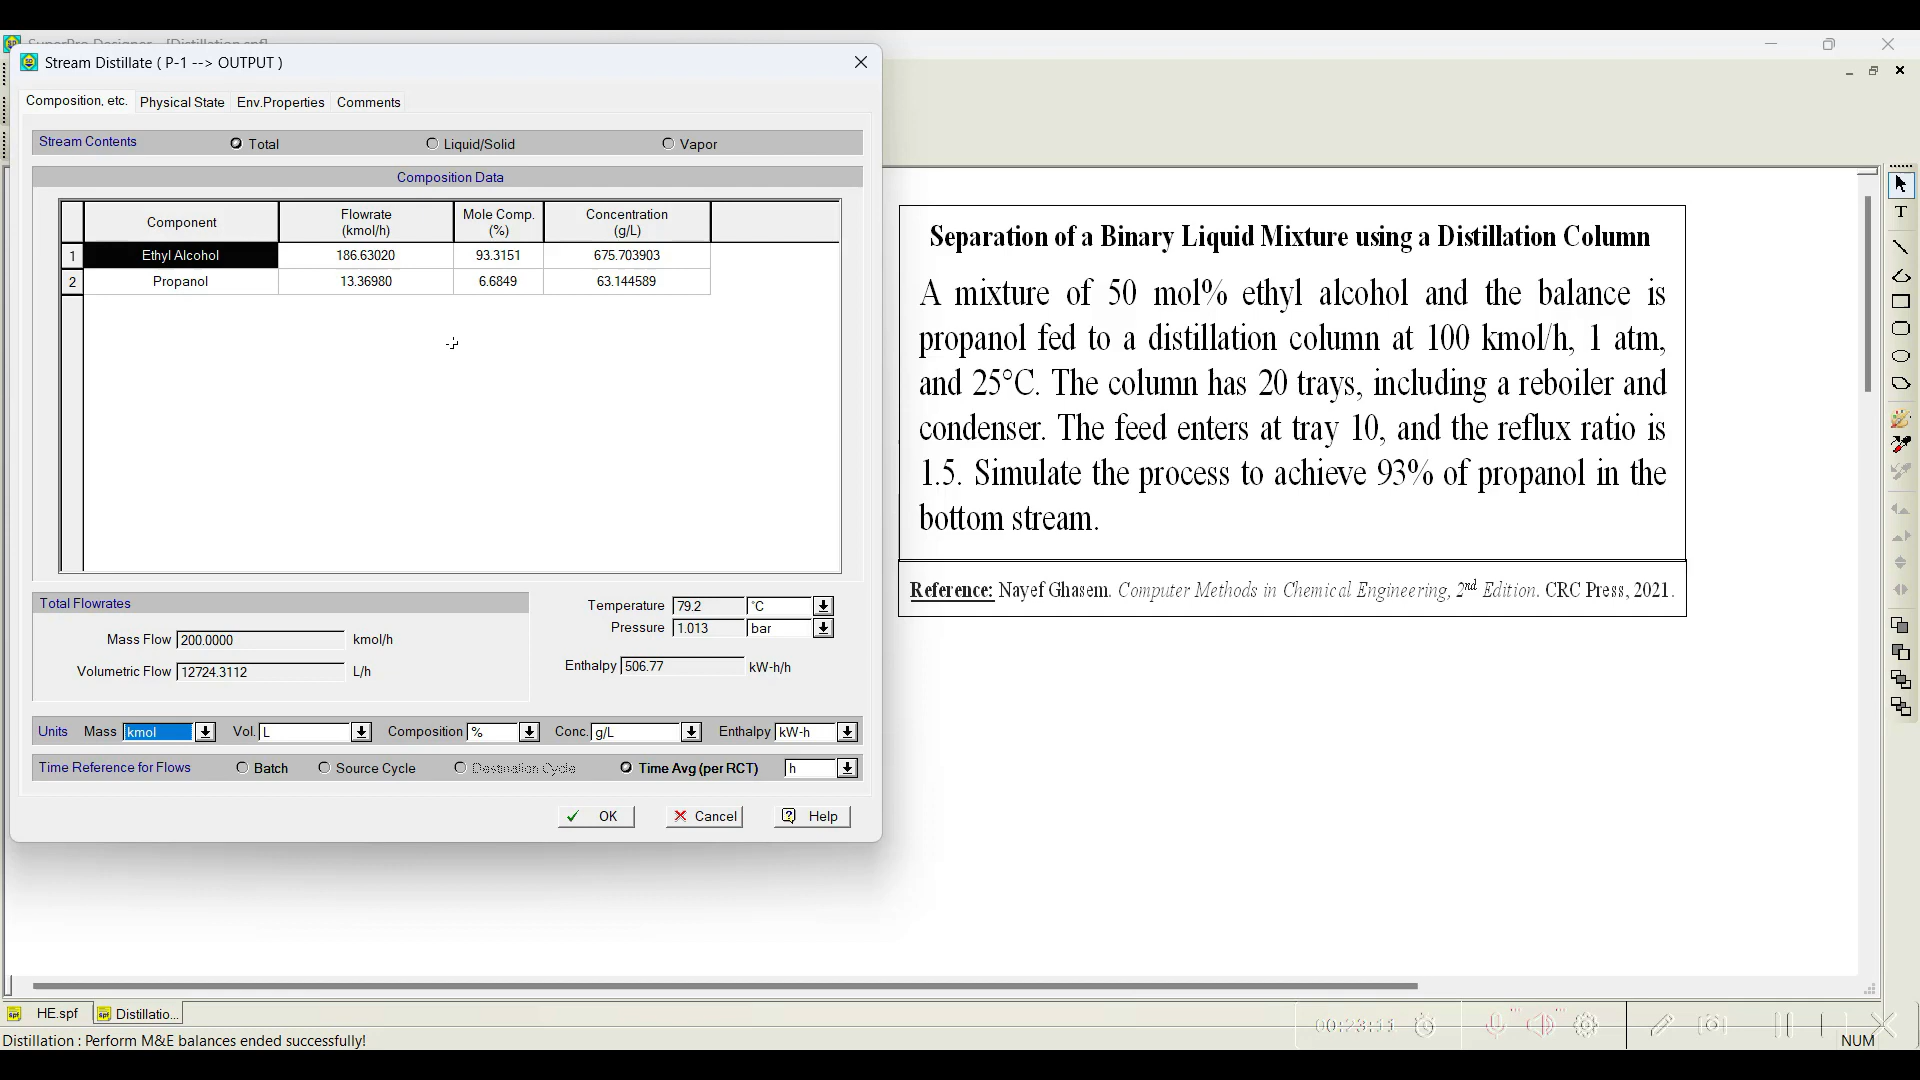 SuperPro Designer - [Distillation.spf]
Stream Distillate ( P-1 --> OUTPUT )
Composition, etc. Physical State Env.Properties Comments
Stream Contents Total Liquid/Solid Vapor
Composition Data
Component Flowrate (kmol/h) Mole Comp. (%) Concentration (g/L)
1 Ethyl Alcohol 186.63020 93.3151 675.703903
2 Propanol 13.36980 6.6849 63.144589
Total Flowrates
Mass Flow 200.0000 kmol/h
Volumetric Flow 12724.3112 L/h
Temperature 79.2 °C
Pressure 1.013 bar
Enthalpy 506.77 kW-h/h
Units Mass kmol Vol. L Composition % Conc. g/L Enthalpy kW-h
Time Reference for Flows Batch Source Cycle Destination Cycle Time Avg (per RCT) h
OK Cancel Help
Separation of a Binary Liquid Mixture using a Distillation Column
A mixture of 50 mol% ethyl alcohol and the balance is
propanol fed to a distillation column at 100 kmol/h, 1 atm,
and 25°C. The column has 20 trays, including a reboiler and
condenser. The feed enters at tray 10, and the reflux ratio is
1.5. Simulate the process to achieve 93% of propanol in the
bottom stream.
Reference: Nayef Ghasem. Computer Methods in Chemical Engineering, 2nd Edition. CRC Press, 2021.
T
HE.spf Distillatio...
00:23:11
Distillation : Perform M&E balances ended successfully!
NUM